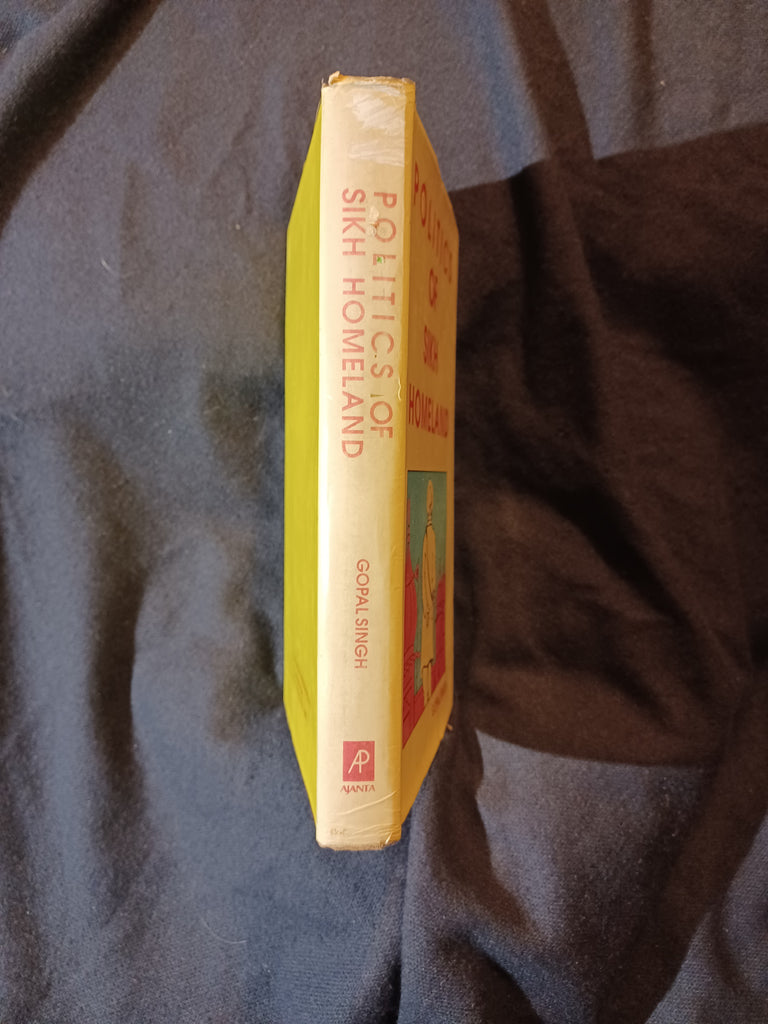 POLITICS OF
SIKH HOMELAND
GOPAL SINGH
AP
AJANTA
POLITICS
OF
SIKH
HOMELAND